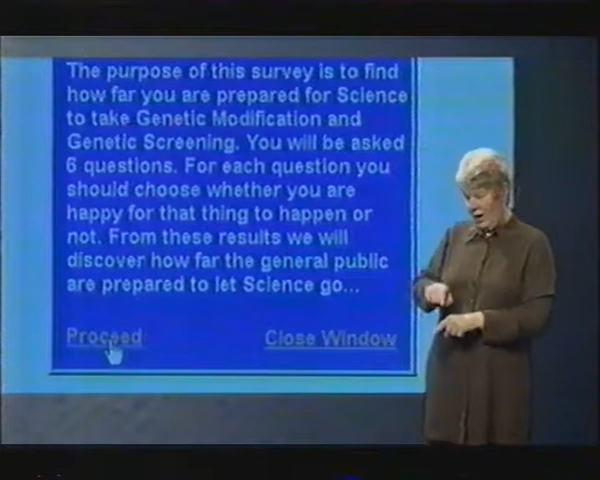 The purpose of this survey is to find
how far you are prepared for Science
to take Genetic Modification and
Genetic Screening. You will be asked
6 questions. For each question you
should choose whether you are
happy for that thing to happen or
not. From these results we will
discover how far the general public
are prepared to let Science go...
Proceed
Close Window